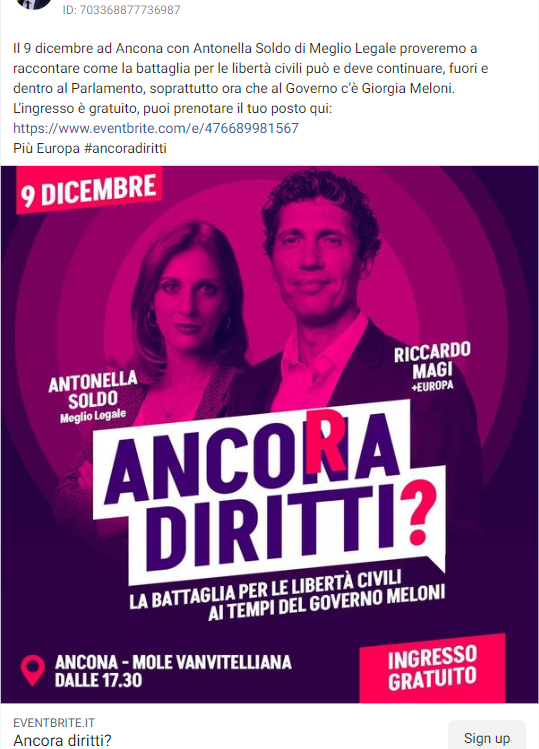 ID: 703368877736987
Il 9 dicembre ad Ancona con Antonella Soldo di Meglio Legale proveremo a
raccontare come la battaglia per le libertà civili può e deve continuare, fuori e
dentro al Parlamento, soprattutto ora che al Governo c'è Giorgia Meloni.
L'ingresso è gratuito, puoi prenotare il tuo posto qui:
https://www.eventbrite.com/e/476689981567
Più Europa #ancoradiritti
9 DICEMBRE
ANTONELLA
SOLDO
Meglio Legale
RICCARDO
MAGI
+EUROPA
ANCORA
DIRITTI?
LA BATTAGLIA PER LE LIBERTÀ CIVILI
AI TEMPI DEL GOVERNO MELONI
ANCONA - MOLE VANVITELLIANA
DALLE 17.30
INGRESSO
GRATUITO
EVENTBRITE.IT
Ancora diritti?
Sign up